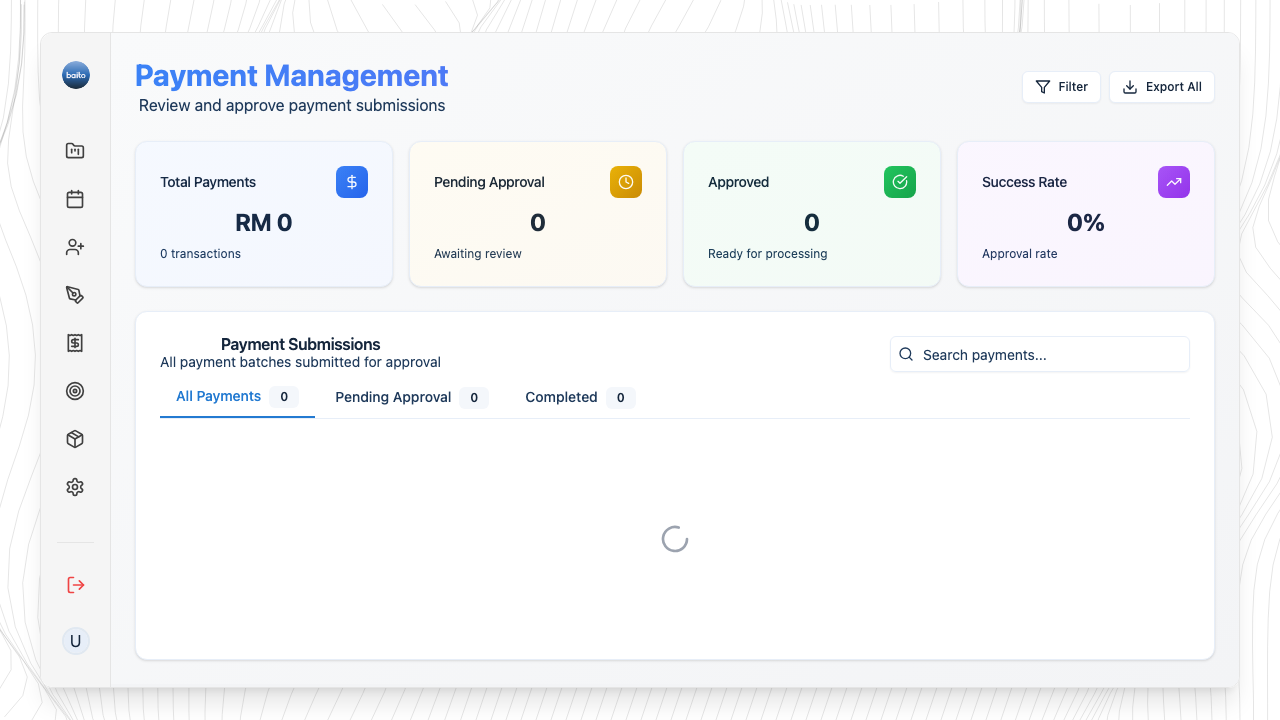 baito
Payment Management
Review and approve payment submissions
Filter
Export All
Total Payments
RM 0
0 transactions
Pending Approval
0
Awaiting review
Approved
0
Ready for processing
Success Rate
0%
Approval rate
Payment Submissions
All payment batches submitted for approval
Search payments...
All Payments 0
Pending Approval 0
Completed 0
U